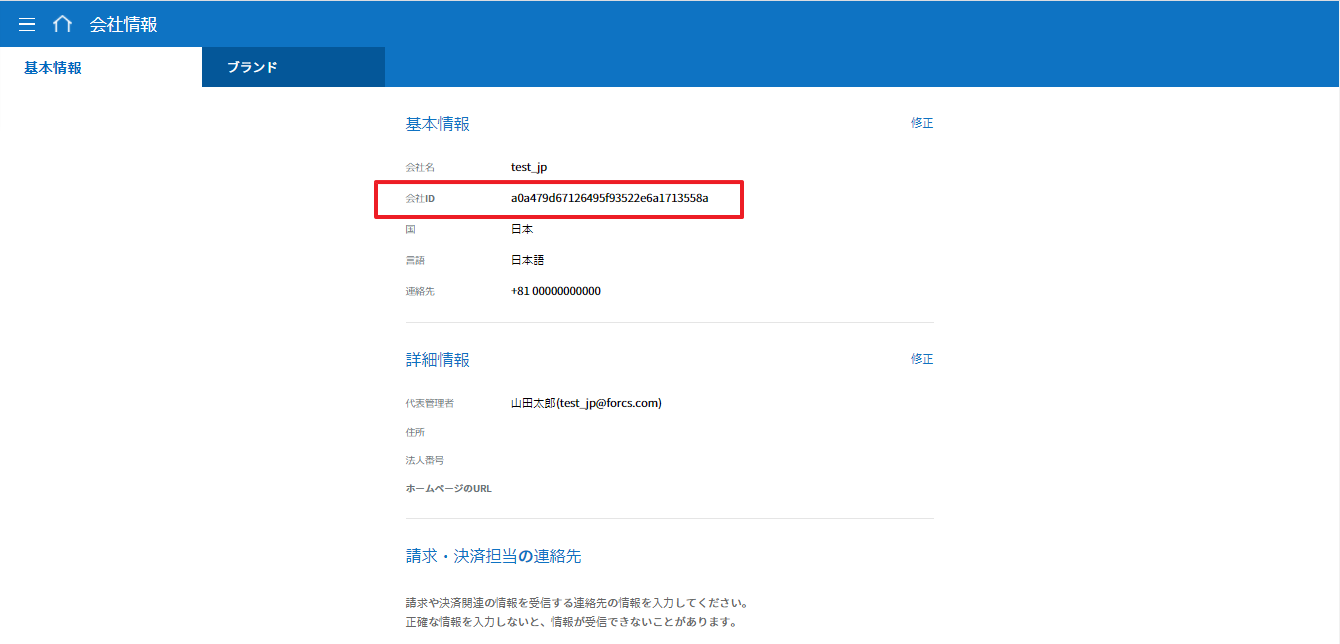 会社情報
基本情報
ブランド
基本情報 修正
会社名 test_jp
会社ID a0a479d67126495f93522e6a1713558a
国 日本
言語 日本語
連絡先 +81 00000000000
詳細情報 修正
代表管理者 山田太郎(test_jp@forcs.com)
住所
法人番号
ホームページのURL
請求・決済担当の連絡先
請求や決済関連の情報を受信する連絡先の情報を入力してください。
正確な情報を入力しないと、情報が受信できないことがあります。